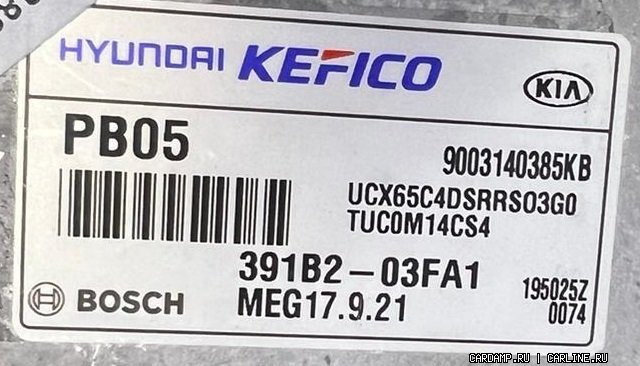 HYUNDAI KEFICO
KIA
PB05
9003140385KB
UCX65C4DSRRS03G0
TUC0M14CS4
391B2-03FA1
195025Z
BOSCH
MEG17.9.21
0074
CARDAMP.RU | CARLINE.RU